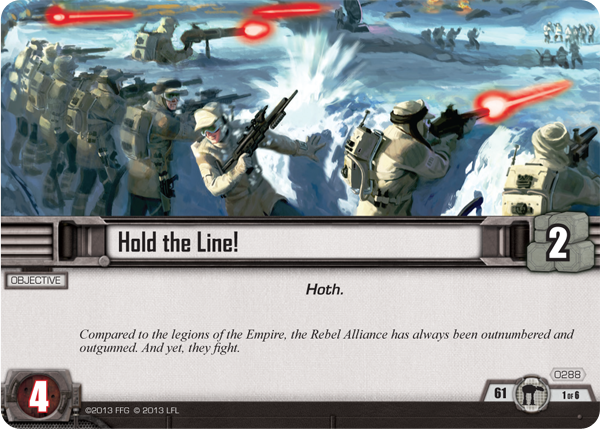 Hold the Line!
2
OBJECTIVE
Hoth.
Compared to the legions of the Empire, the Rebel Alliance has always been outnumbered and
outgunned. And yet, they fight.
0288
4
61
1 OF 6
©2013 FFG © 2013 LFL